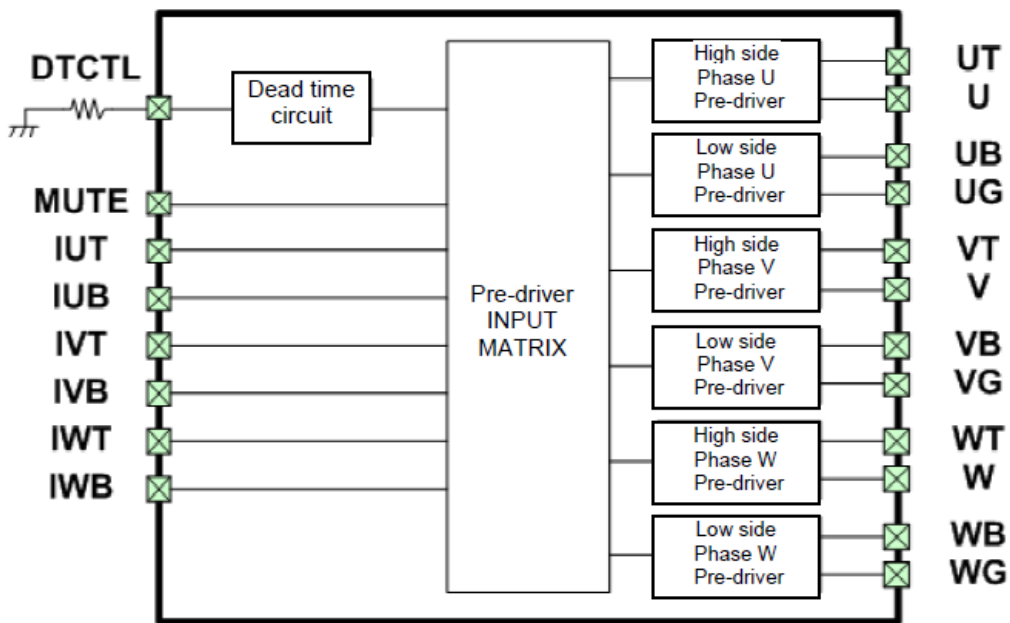 DTCTL
MUTE
IUT
IUB
IVT
IVB
IWT
IWB
Dead time
circuit
Pre-driver
INPUT
MATRIX
High side
Phase U
Pre-driver
Low side
Phase U
Pre-driver
High side
Phase V
Pre-driver
Low side
Phase V
Pre-driver
High side
Phase W
Pre-driver
Low side
Phase W
Pre-driver
UT
U
UB
UG
VT
V
VB
VG
WT
W
WB
WG